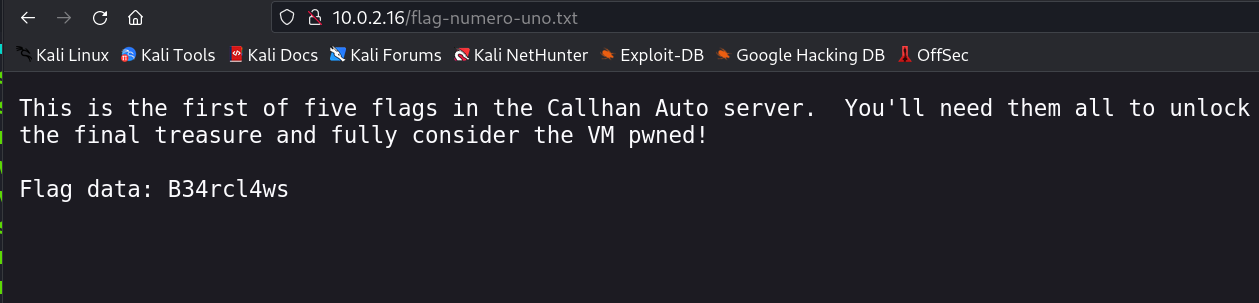 10.0.2.16/flag-numero-uno.txt
Kali Linux Kali Tools Kali Docs Kali Forums Kali NetHunter Exploit-DB Google Hacking DB OffSec
This is the first of five flags in the Callhan Auto server.  You'll need them all to unlock
the final treasure and fully consider the VM pwned!
Flag data: B34rcl4ws